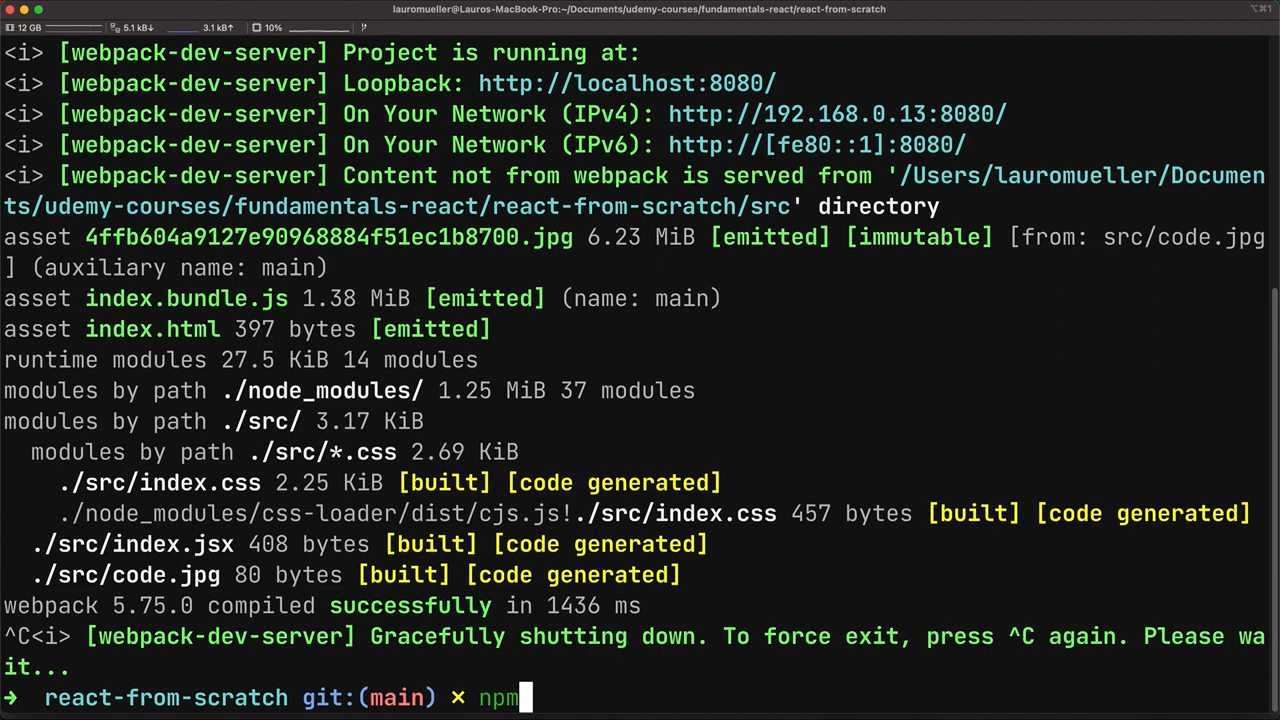 lauromueller@Lauros-MacBook-Pro:~/Documents/udemy-courses/fundamentals-react/react-from-scratch
⌥⌘1
12 GB 5.1 kB↓ 3.1 kB↑ 10%
<i> [webpack-dev-server] Project is running at:
<i> [webpack-dev-server] Loopback: http://localhost:8080/
<i> [webpack-dev-server] On Your Network (IPv4): http://192.168.0.13:8080/
<i> [webpack-dev-server] On Your Network (IPv6): http://[fe80::1]:8080/
<i> [webpack-dev-server] Content not from webpack is served from '/Users/lauromueller/Documen
ts/udemy-courses/fundamentals-react/react-from-scratch/src' directory
asset 4ffb604a9127e90968884f51ec1b8700.jpg 6.23 MiB [emitted] [immutable] [from: src/code.jpg
] (auxiliary name: main)
asset index.bundle.js 1.38 MiB [emitted] (name: main)
asset index.html 397 bytes [emitted]
runtime modules 27.5 KiB 14 modules
modules by path ./node_modules/ 1.25 MiB 37 modules
modules by path ./src/ 3.17 KiB
  modules by path ./src/*.css 2.69 KiB
    ./src/index.css 2.25 KiB [built] [code generated]
    ./node_modules/css-loader/dist/cjs.js!./src/index.css 457 bytes [built] [code generated]
  ./src/index.jsx 408 bytes [built] [code generated]
  ./src/code.jpg 80 bytes [built] [code generated]
webpack 5.75.0 compiled successfully in 1436 ms
^C<i> [webpack-dev-server] Gracefully shutting down. To force exit, press ^C again. Please wa
it...
→ react-from-scratch git:(main) × npm